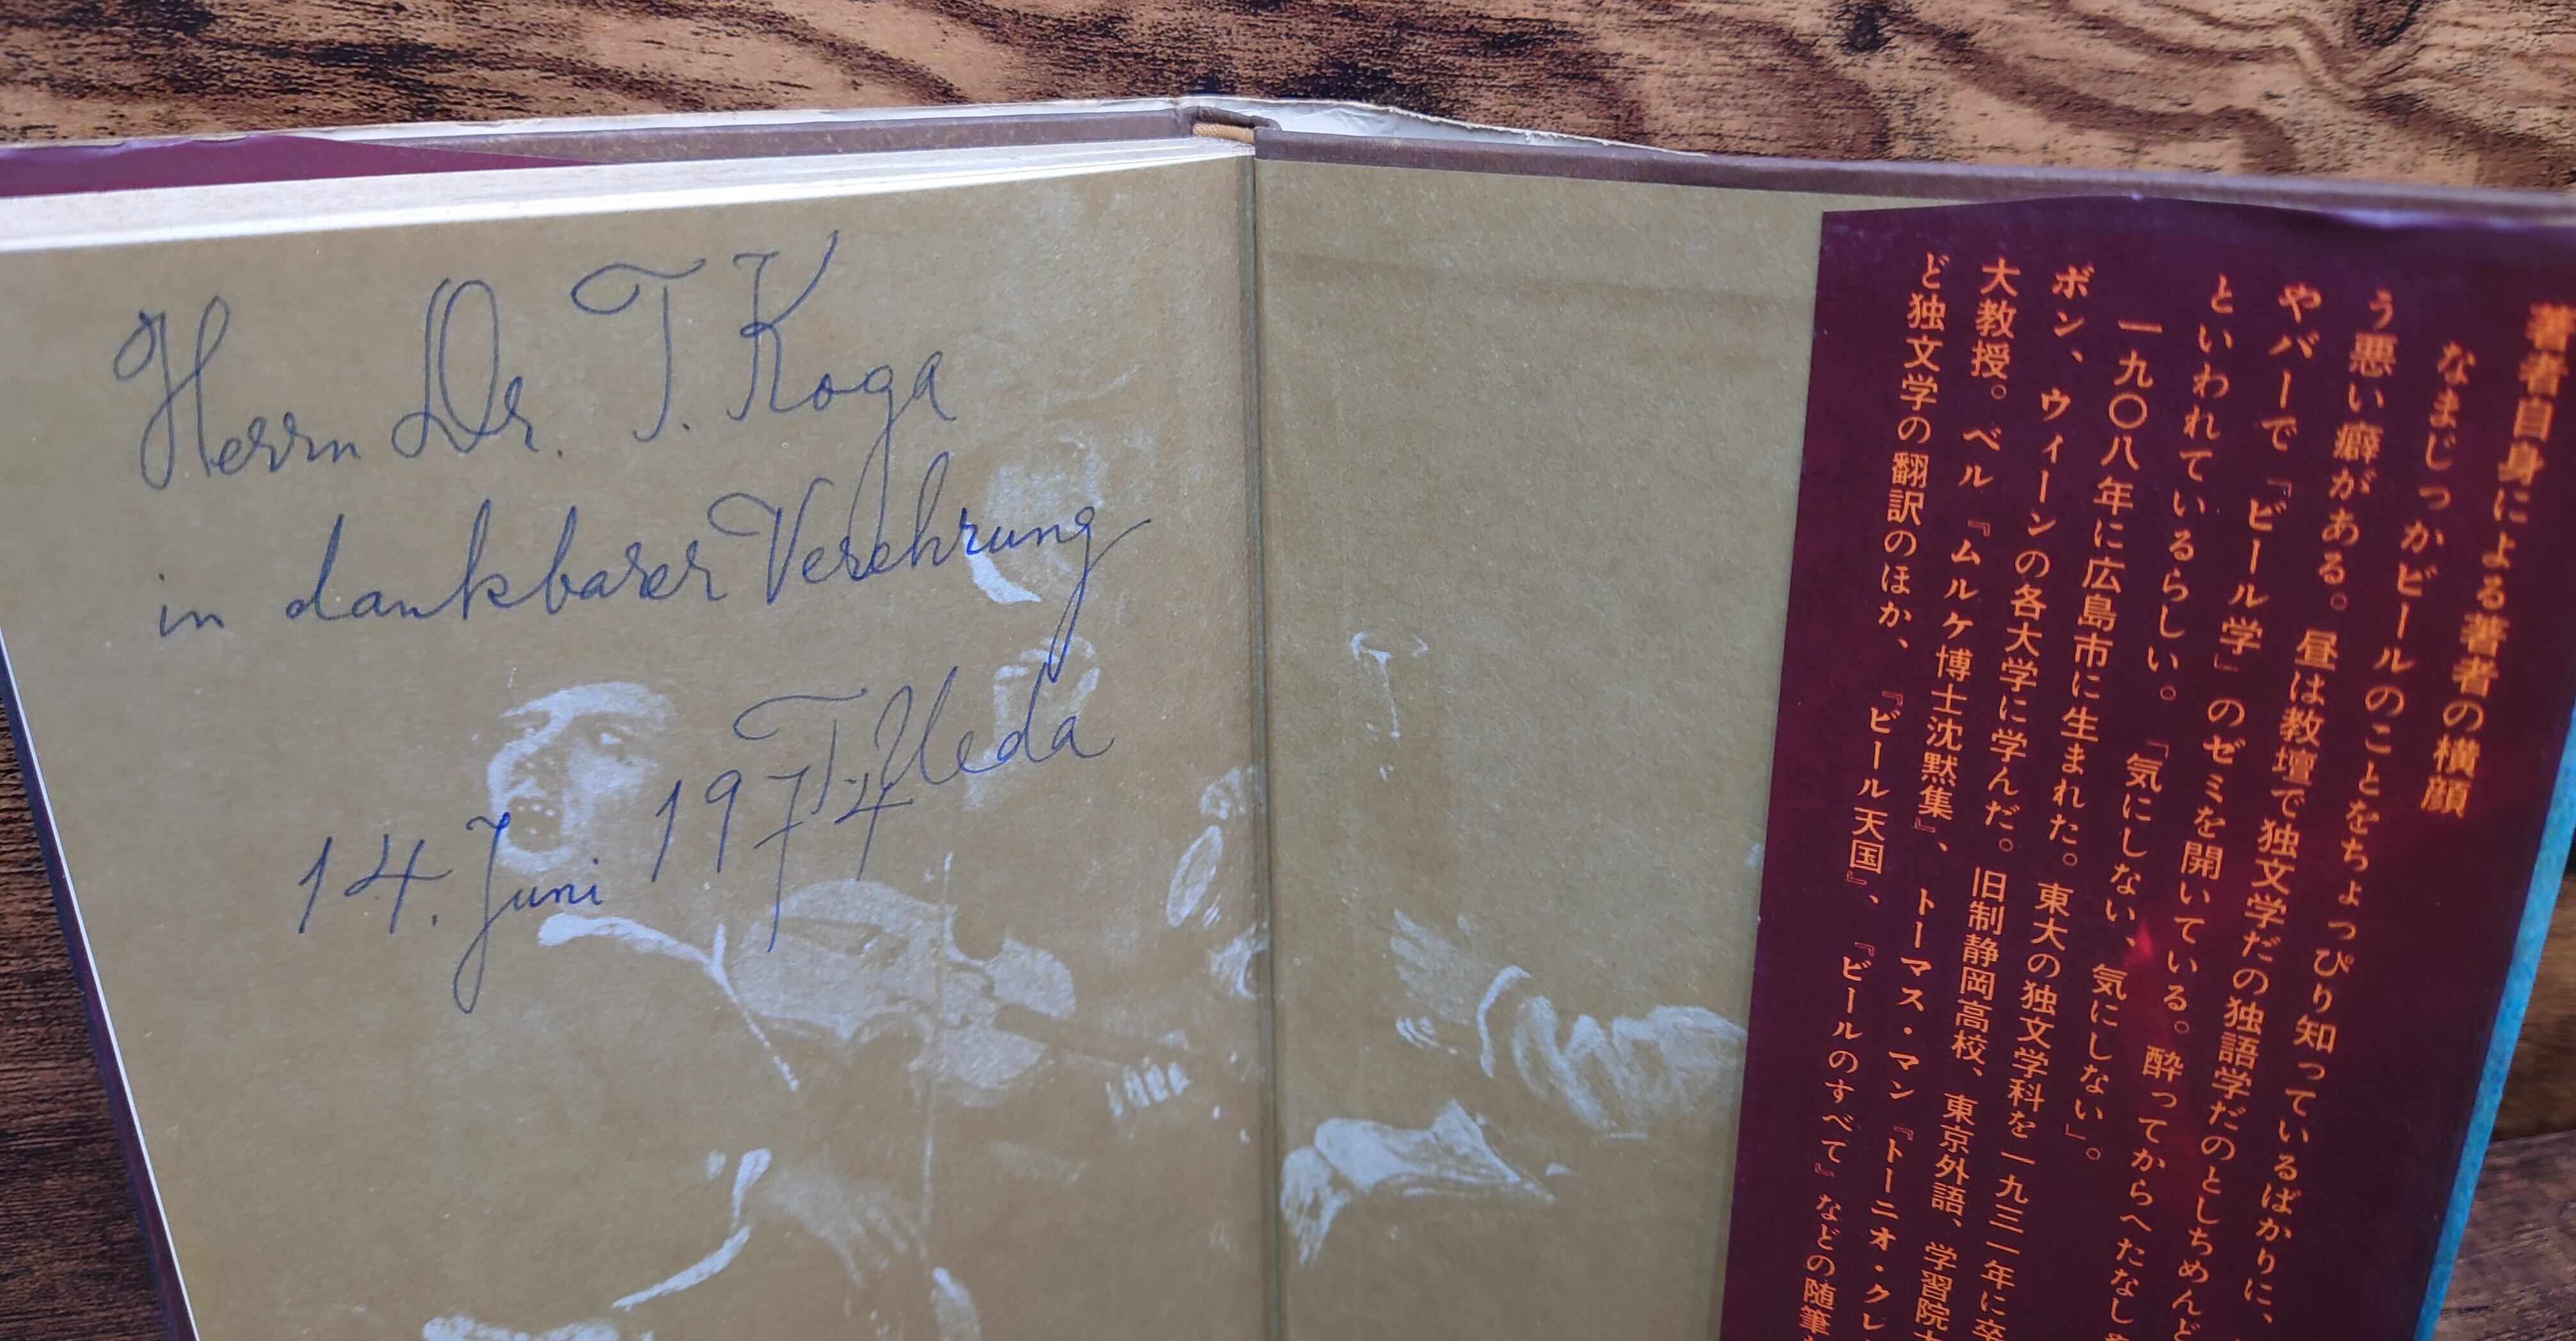 Herrn Dr. T. Koga
in dankbarer Verehrung
T. Ueda
14. Juni 1974
著者自身による著者の横顔
なまじっかビールのことをちょっぴり知っているばかりに、
う悪い癖がある。昼は教壇で独文学だの独語学だのとしちめんど
やバーで「ビール学」のゼミを開いている。酔ってからへたなし
といわれているらしい。「気にしない、気にしない」。
一九〇八年に広島市に生まれた。東大の独文学科を一九三一年に卒
ボン、ウィーンの各大学に学んだ。旧制静岡高校、東京外語、学習院
大教授。ベル『ムルケ博士沈黙集』、トーマス・マン『トーニオ・クレ
ど独文学の翻訳のほか、『ビール天国』、『ビールのすべて』などの随筆